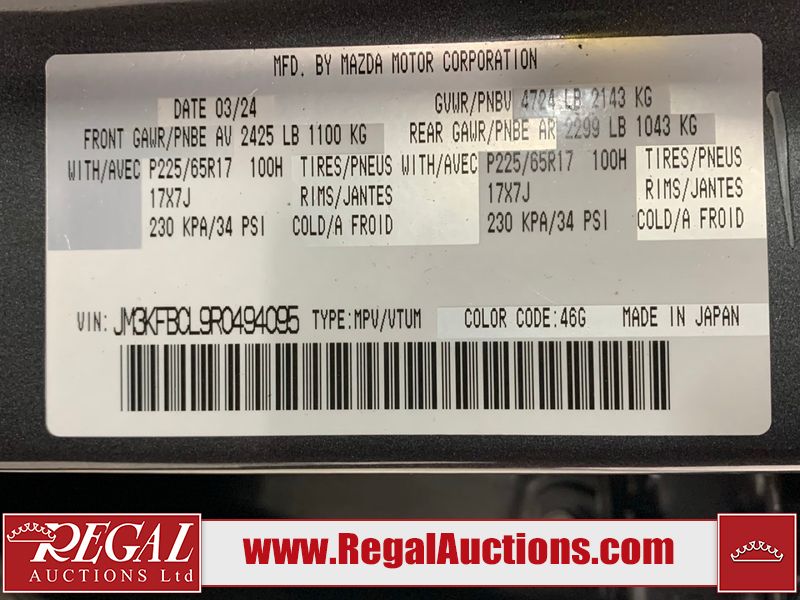 MFD. BY MAZDA MOTOR CORPORATION
DATE 03/24 GVWR/PNBV 4724 LB 2143 KG
FRONT GAWR/PNBE AV 2425 LB 1100 KG REAR GAWR/PNBE AR 2299 LB 1043 KG
WITH/AVEC P225/65R17 100H TIRES/PNEUS WITH/AVEC P225/65R17 100H TIRES/PNEUS
17X7J RIMS/JANTES 17X7J RIMS/JANTES
230 KPA/34 PSI COLD/A FROID 230 KPA/34 PSI COLD/A FROID
VIN: JM3KFBCL9R0494095 TYPE:MPV/VTUM COLOR CODE:46G MADE IN JAPAN
REGAL
AUCTIONS Ltd
www.RegalAuctions.com